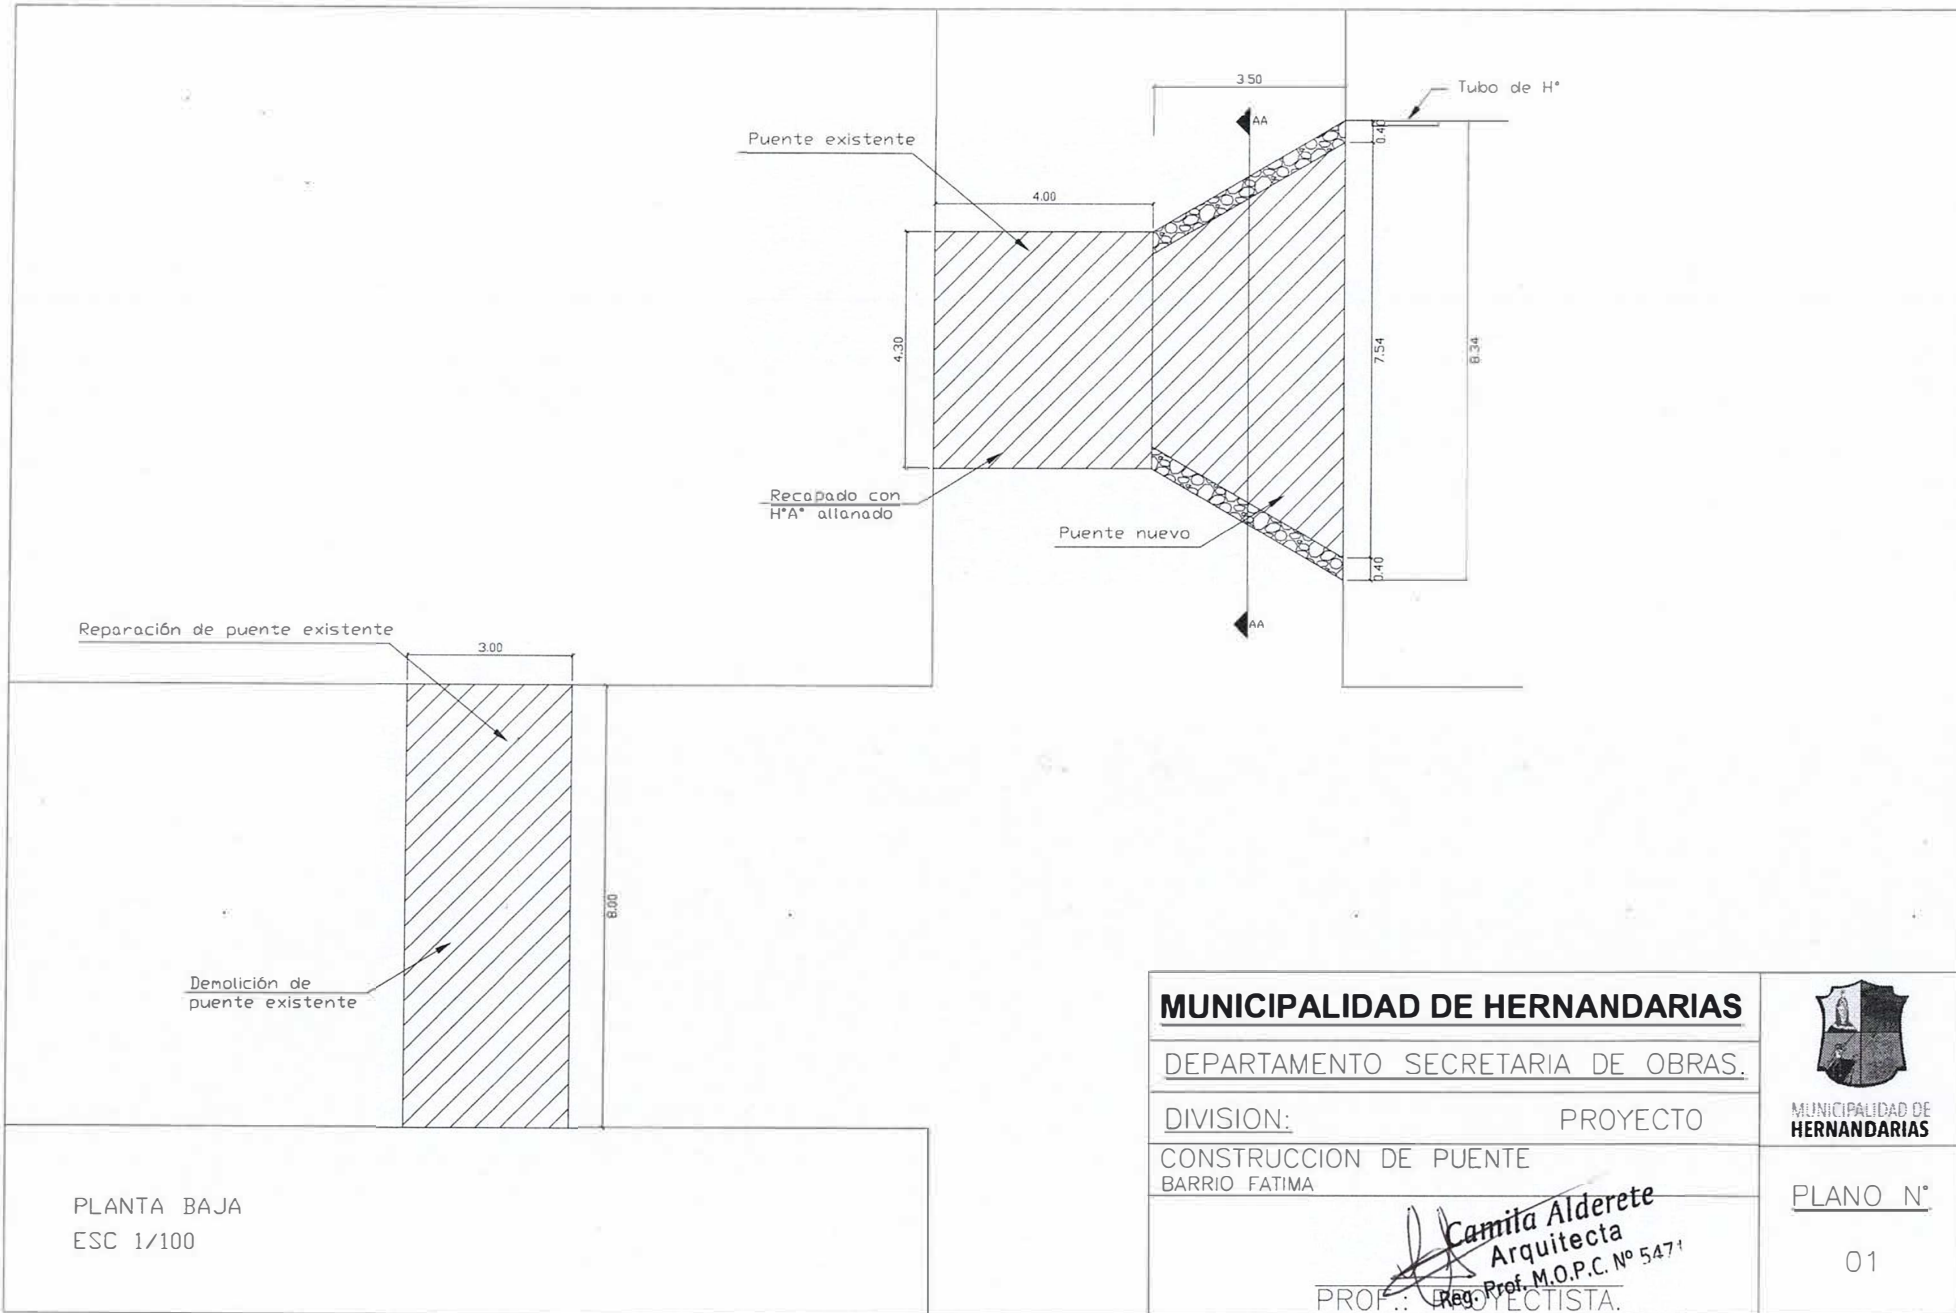 3.50
Tubo de H°
AA
0.40
Puente existente
4.00
4.30
7.54
8.34
Recapado con
H°A° allanado
Puente nuevo
0.40
AA
Reparación de puente existente
3.00
8.00
Demolición de
puente existente
PLANTA BAJA
ESC 1/100
MUNICIPALIDAD DE HERNANDARIAS
DEPARTAMENTO SECRETARIA DE OBRAS.
DIVISION: PROYECTO
CONSTRUCCION DE PUENTE
BARRIO FATIMA
Camila Alderete
Arquitecta
Reg. Prof. M.O.P.C. Nº 5471
PROF.: PROYECTISTA.
MUNICIPALIDAD DE
HERNANDARIAS
PLANO N°
01